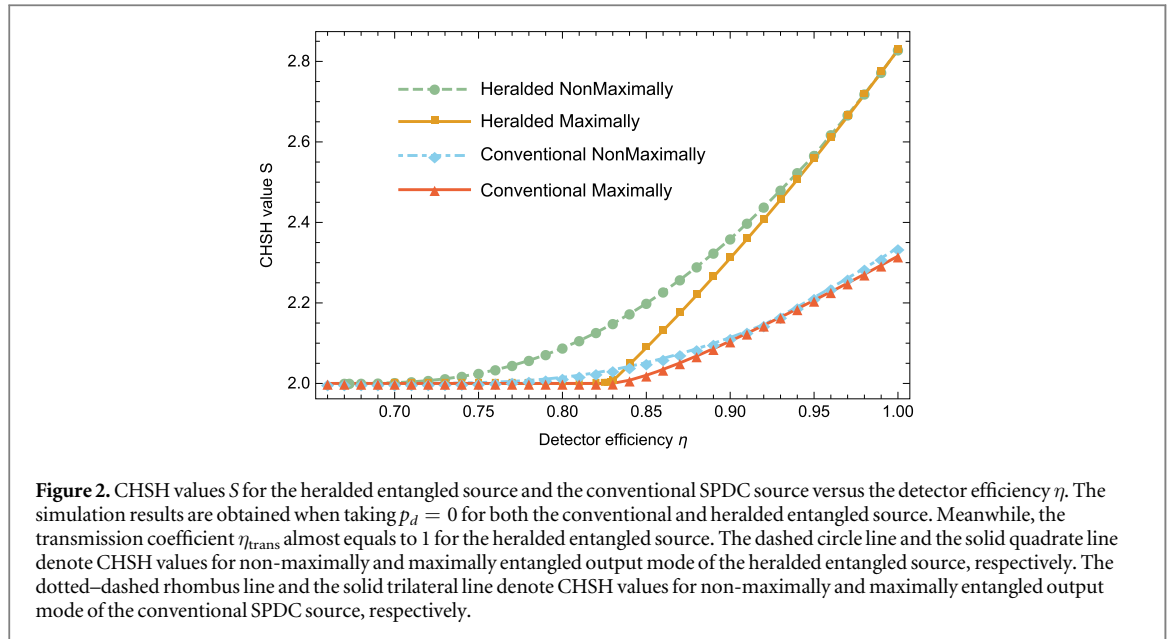 2.8
2.6
2.4
2.2
2.0
CHSH value S
Heralded NonMaximally
Heralded Maximally
Conventional NonMaximally
Conventional Maximally
0.70 0.75 0.80 0.85 0.90 0.95 1.00
Detector efficiency η
Figure 2. CHSH values S for the heralded entangled source and the conventional SPDC source versus the detector efficiency η. The
simulation results are obtained when taking p_d = 0 for both the conventional and heralded entangled source. Meanwhile, the
transmission coefficient η_trans almost equals to 1 for the heralded entangled source. The dashed circle line and the solid quadrate line
denote CHSH values for non-maximally and maximally entangled output mode of the heralded entangled source, respectively. The
dotted–dashed rhombus line and the solid trilateral line denote CHSH values for non-maximally and maximally entangled output
mode of the conventional SPDC source, respectively.